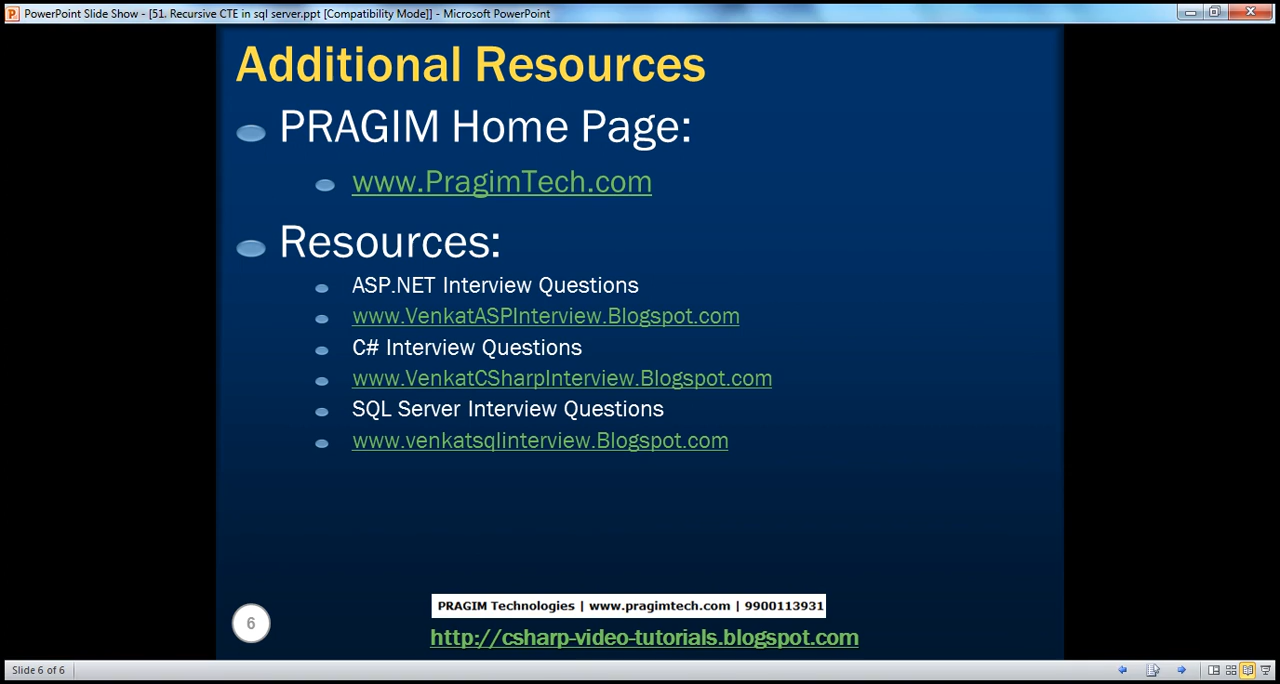 PowerPoint Slide Show - [51. Recursive CTE in sql server.ppt [Compatibility Mode]] - Microsoft PowerPoint
Additional Resources
PRAGIM Home Page:
www.PragimTech.com
Resources:
ASP.NET Interview Questions
www.VenkatASPInterview.Blogspot.com
C# Interview Questions
www.VenkatCSharpInterview.Blogspot.com
SQL Server Interview Questions
www.venkatsqlinterview.Blogspot.com
PRAGIM Technologies | www.pragimtech.com | 9900113931
6
http://csharp-video-tutorials.blogspot.com
Slide 6 of 6